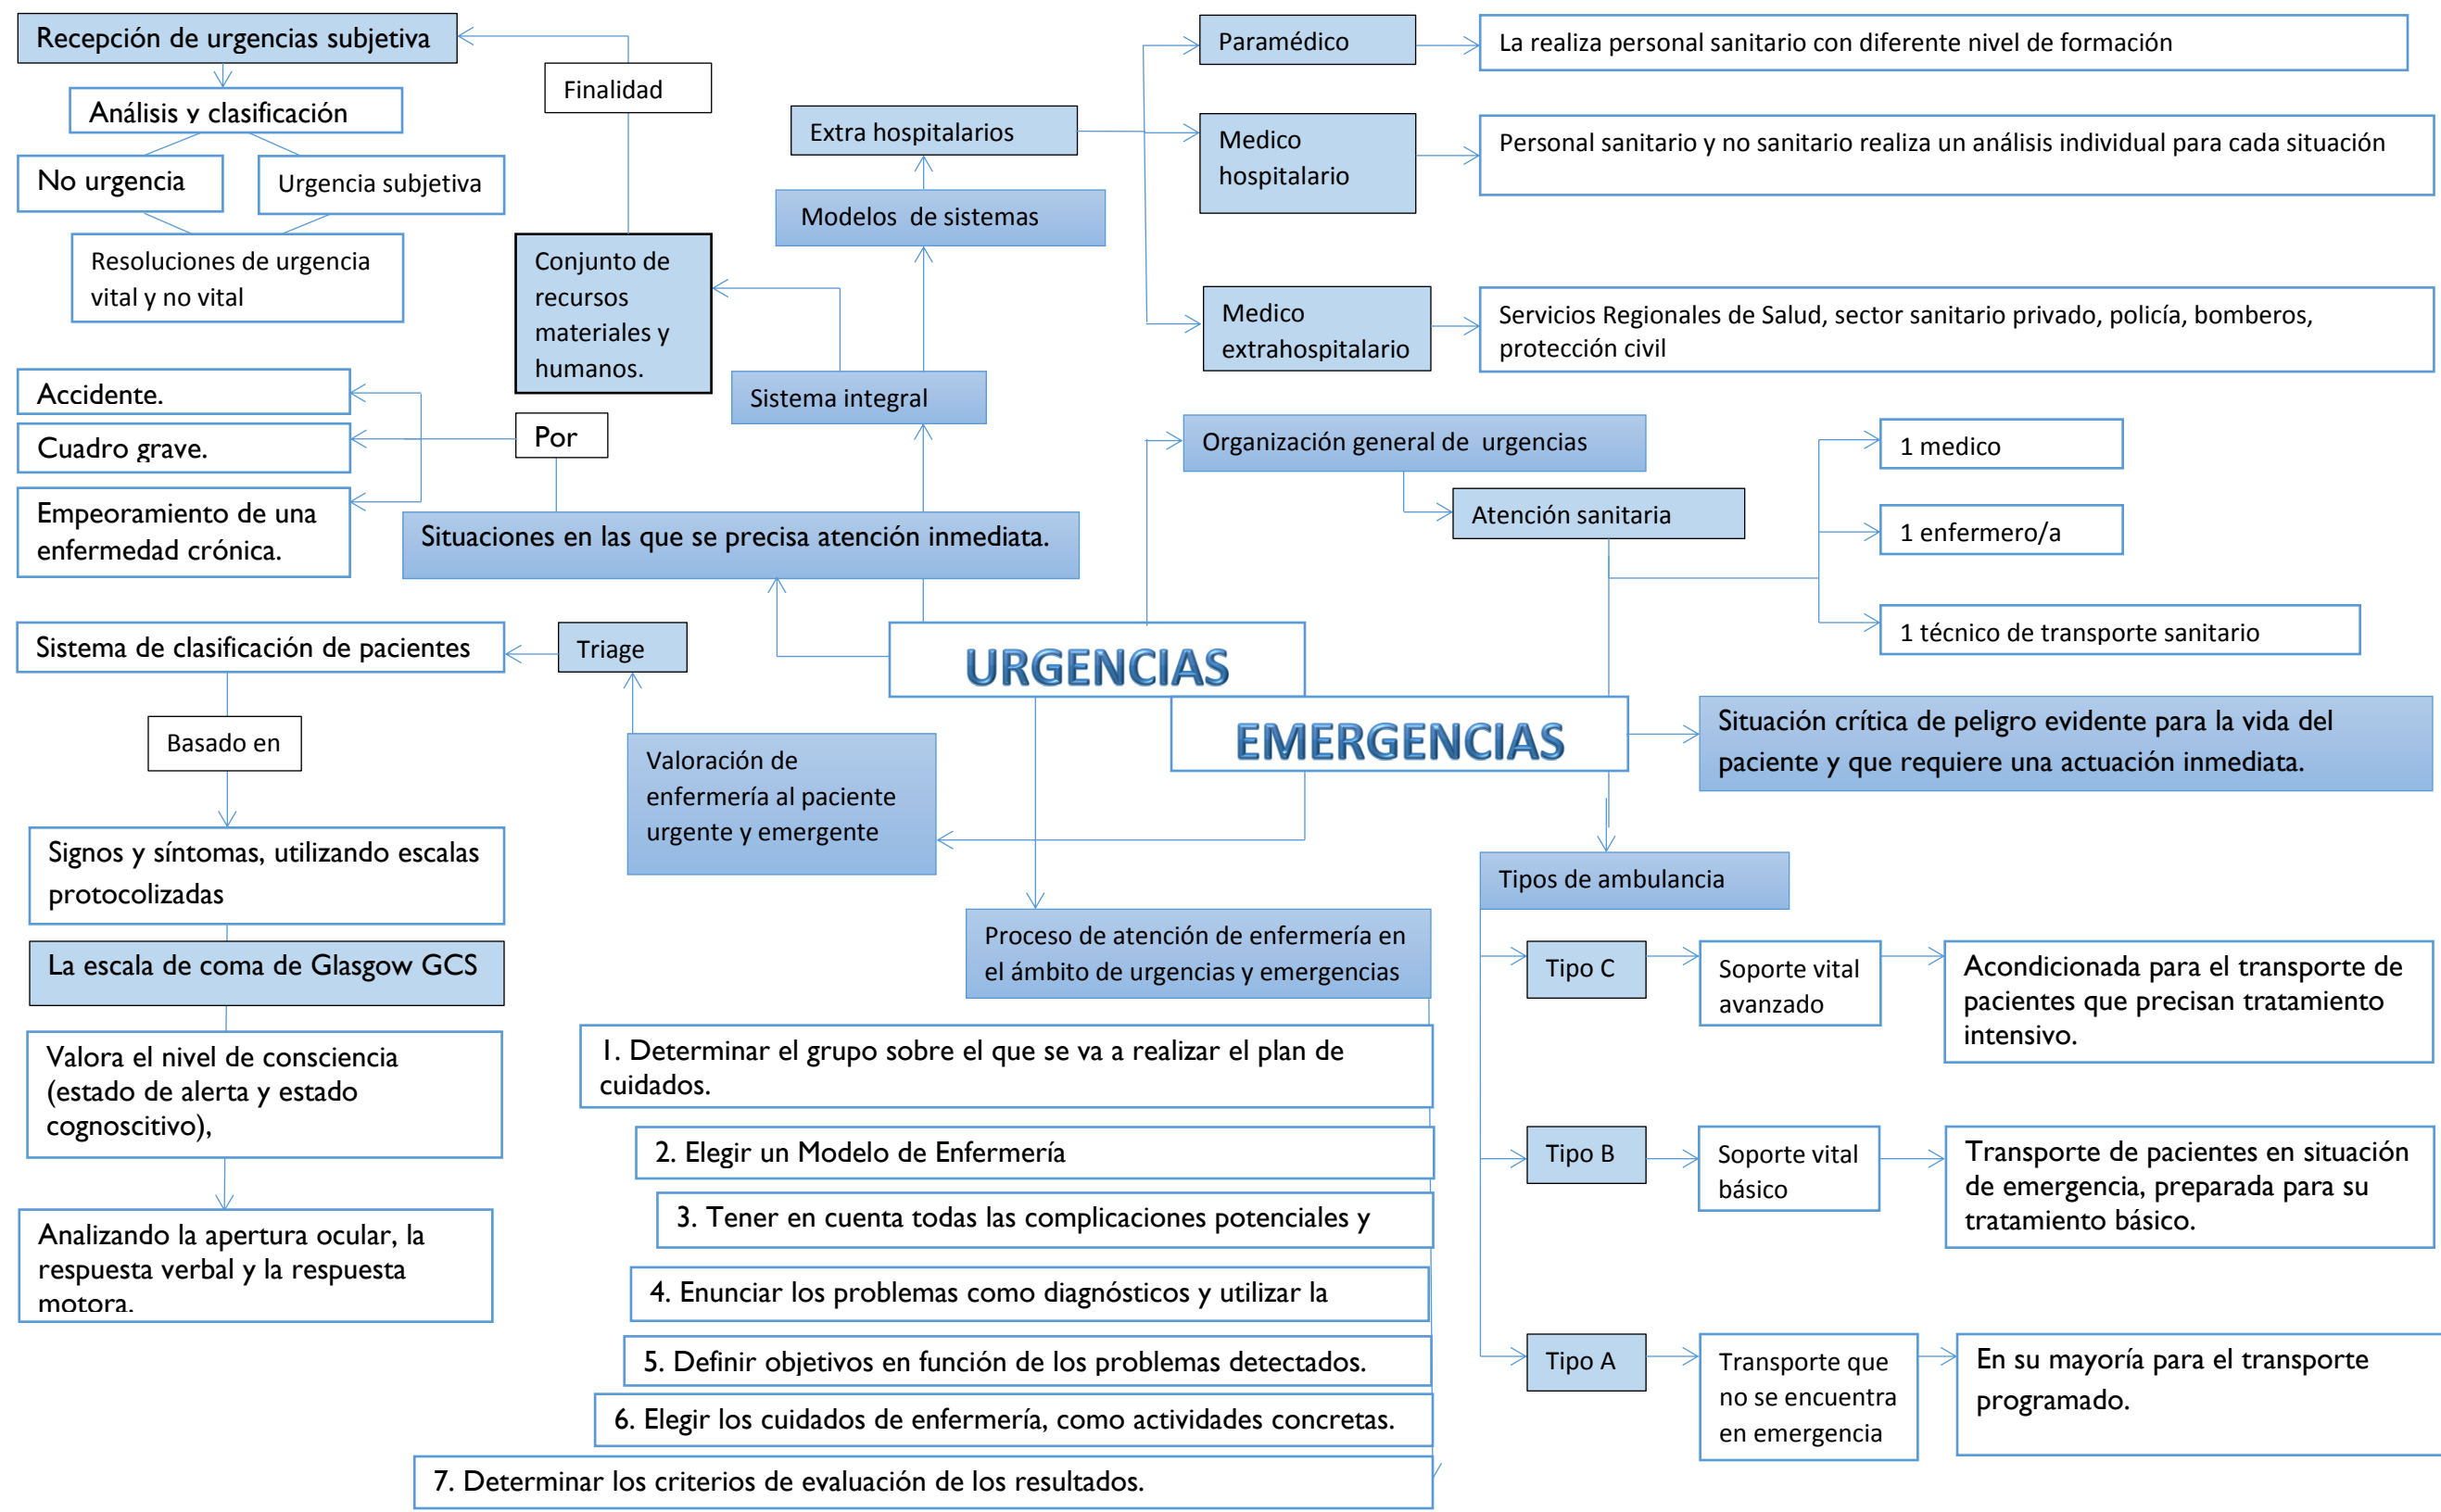 Recepción de urgencias subjetiva
Análisis y clasificación
No urgencia
Urgencia subjetiva
Resoluciones de urgencia
vital y no vital
Finalidad
Conjunto de
recursos
materiales y
humanos.
Extra hospitalarios
Modelos de sistemas
Sistema integral
Paramédico
La realiza personal sanitario con diferente nivel de formación
Medico
hospitalario
Personal sanitario y no sanitario realiza un análisis individual para cada situación
Medico
extrahospitalario
Servicios Regionales de Salud, sector sanitario privado, policía, bomberos,
protección civil
Accidente.
Cuadro grave.
Empeoramiento de una
enfermedad crónica.
Por
Situaciones en las que se precisa atención inmediata.
Organización general de urgencias
Atención sanitaria
1 medico
1 enfermero/a
1 técnico de transporte sanitario
Sistema de clasificación de pacientes
Triage
URGENCIAS
EMERGENCIAS
Situación crítica de peligro evidente para la vida del
paciente y que requiere una actuación inmediata.
Basado en
Valoración de
enfermería al paciente
urgente y emergente
Signos y síntomas, utilizando escalas
protocolizadas
La escala de coma de Glasgow GCS
Valora el nivel de consciencia
(estado de alerta y estado
cognoscitivo),
Analizando la apertura ocular, la
respuesta verbal y la respuesta
motora.
Proceso de atención de enfermería en
el ámbito de urgencias y emergencias
1. Determinar el grupo sobre el que se va a realizar el plan de
cuidados.
2. Elegir un Modelo de Enfermería
3. Tener en cuenta todas las complicaciones potenciales y
4. Enunciar los problemas como diagnósticos y utilizar la
5. Definir objetivos en función de los problemas detectados.
6. Elegir los cuidados de enfermería, como actividades concretas.
7. Determinar los criterios de evaluación de los resultados.
Tipos de ambulancia
Tipo C
Soporte vital
avanzado
Acondicionada para el transporte de
pacientes que precisan tratamiento
intensivo.
Tipo B
Soporte vital
básico
Transporte de pacientes en situación
de emergencia, preparada para su
tratamiento básico.
Tipo A
Transporte que
no se encuentra
en emergencia
En su mayoría para el transporte
programado.